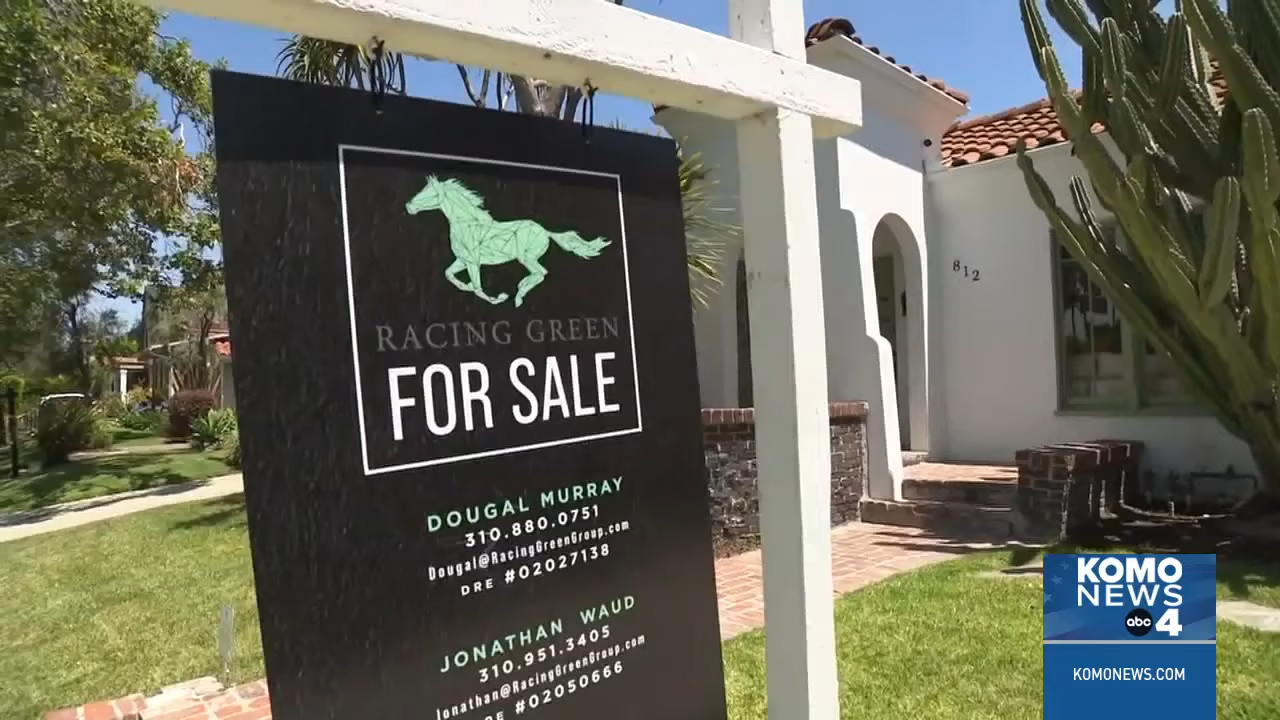 RACING GREEN
FOR SALE
DOUGAL MURRAY
310.880.0751
Dougal@RacingGreenGroup.com
DRE #02027138
JONATHAN WAUD
310.951.3405
Jonathan@RacingGreenGroup.com
DRE #02050666
812
KOMO
NEWS
abc 4
KOMONEWS.COM